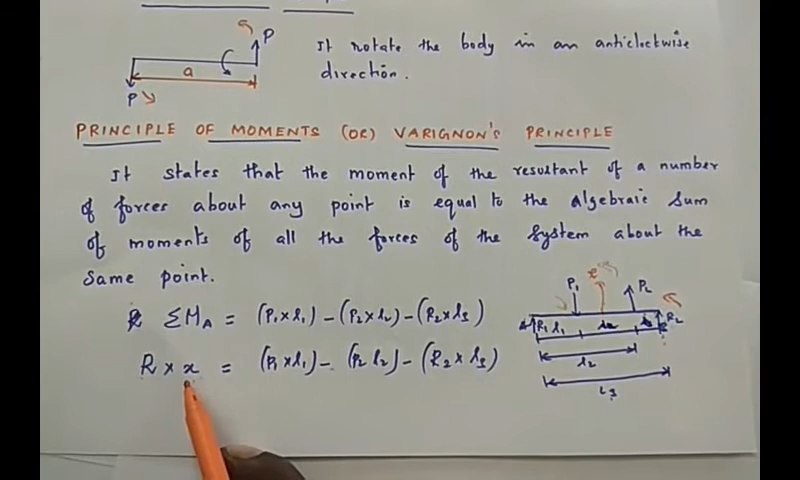 P
It rotate the body in an anticlockwise
a
direction.
P
PRINCIPLE OF MOMENTS (OR) VARIGNON'S PRINCIPLE
It states that the moment of the resultant of a number
of forces about any point is equal to the algebraic sum
of moments of all the forces of the system about the
same point.
P₁ R P₂
ΣM_A = (P₁×l₁) - (P₂×l₂) - (R₂×l₃)
A R₁ l₁ l₂ R₂
R × x = (P₁×l₁) - (P₂ l₂) - (R₂×l₃)
l₂
L₃